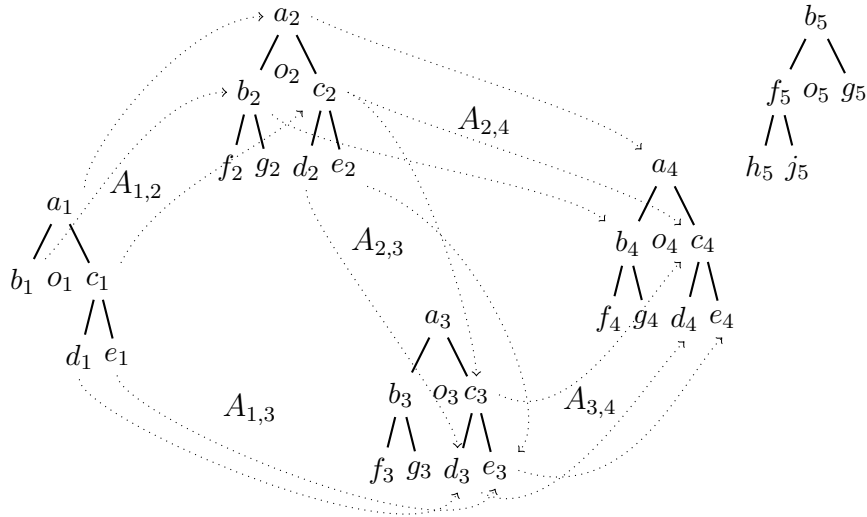 a₂
b₅
o₂
b₂ c₂
f₅ o₅ g₅
A₂,₄
f₂ g₂ d₂ e₂
a₄
h₅ j₅
A₁,₂
a₁
A₂,₃
b₄ o₄ c₄
b₁ o₁ c₁
a₃
f₄ g₄ d₄ e₄
d₁ e₁
b₃ o₃ c₃
A₁,₃
A₃,₄
f₃ g₃ d₃ e₃